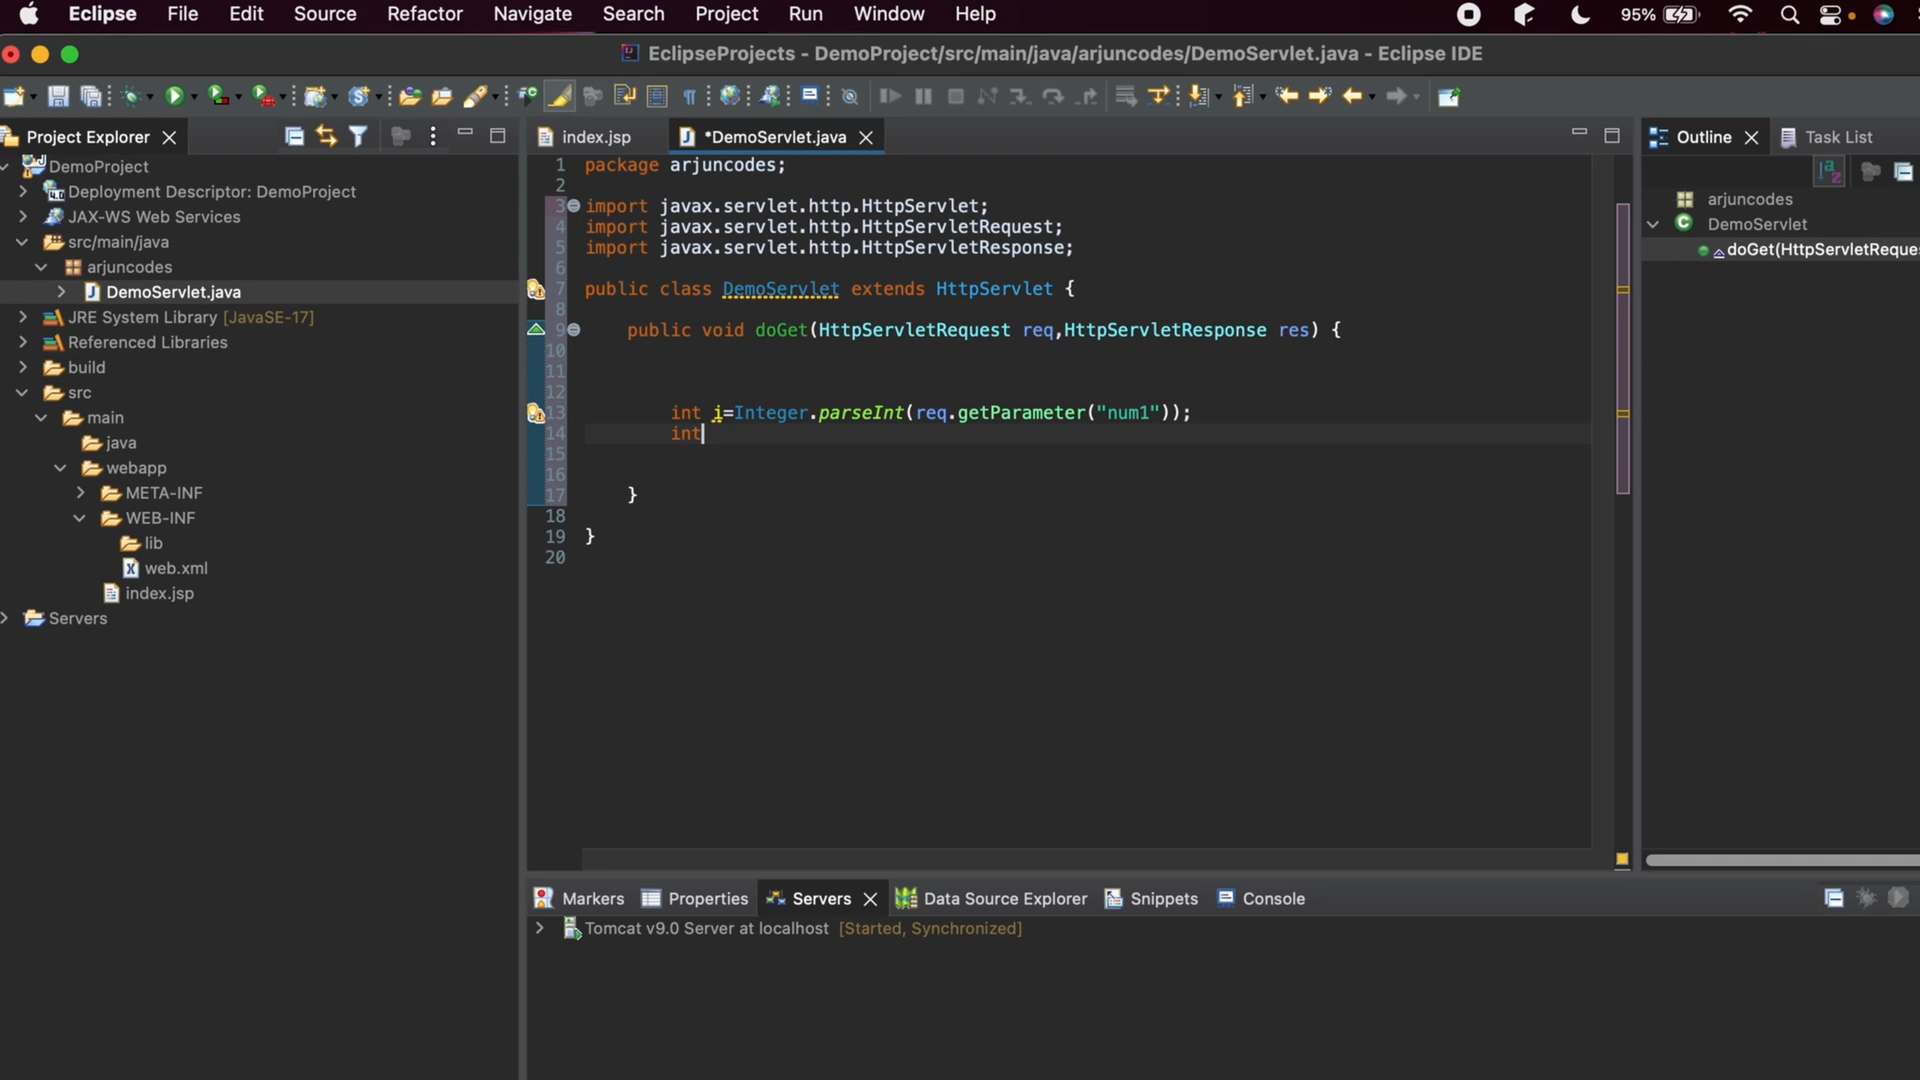 Eclipse File Edit Source Refactor Navigate Search Project Run Window Help 95%
EclipseProjects - DemoProject/src/main/java/arjuncodes/DemoServlet.java - Eclipse IDE
Project Explorer
DemoProject
Deployment Descriptor: DemoProject
JAX-WS Web Services
src/main/java
arjuncodes
DemoServlet.java
JRE System Library [JavaSE-17]
Referenced Libraries
build
src
main
java
webapp
META-INF
WEB-INF
lib
web.xml
index.jsp
Servers
index.jsp *DemoServlet.java
1 package arjuncodes;
2
3 import javax.servlet.http.HttpServlet;
4 import javax.servlet.http.HttpServletRequest;
5 import javax.servlet.http.HttpServletResponse;
6
7 public class DemoServlet extends HttpServlet {
8
9 public void doGet(HttpServletRequest req,HttpServletResponse res) {
10
11
12
13 int i=Integer.parseInt(req.getParameter("num1"));
14 int
15
16
17 }
18
19 }
20
Outline Task List
arjuncodes
DemoServlet
doGet(HttpServletReque
Markers Properties Servers Data Source Explorer Snippets Console
Tomcat v9.0 Server at localhost [Started, Synchronized]